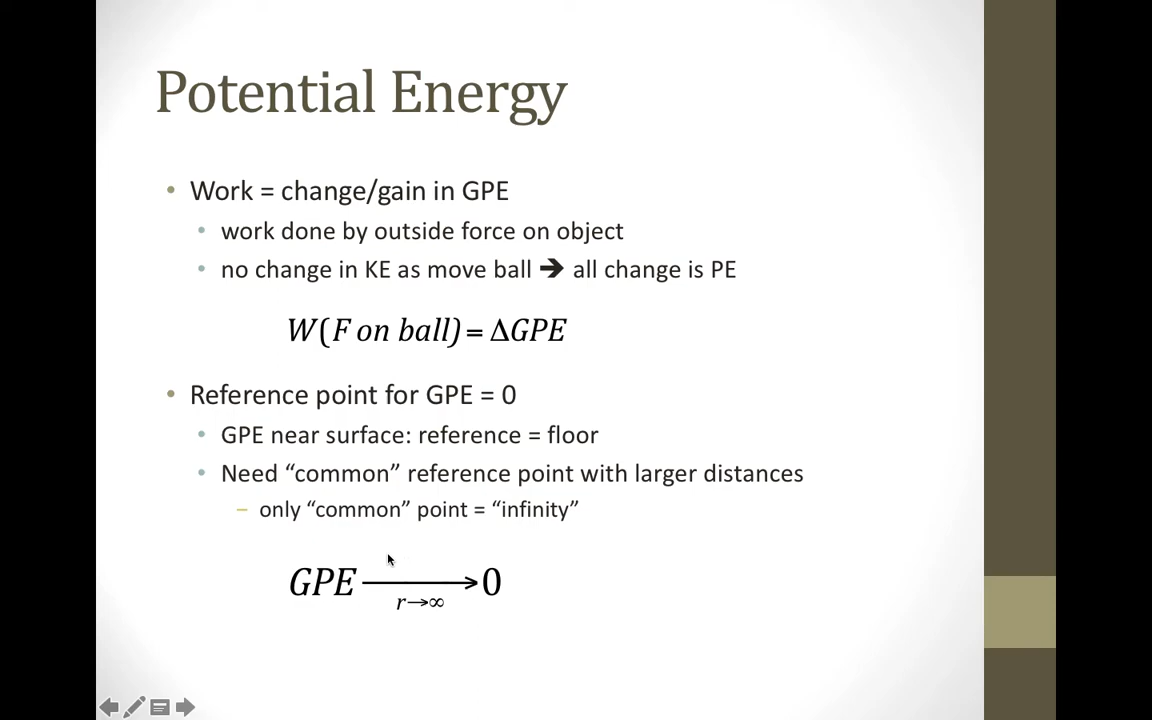 Potential Energy
• Work = change/gain in GPE
• work done by outside force on object
• no change in KE as move ball ➔ all change is PE
W(F on ball) = ΔGPE
• Reference point for GPE = 0
• GPE near surface: reference = floor
• Need “common” reference point with larger distances
– only “common” point = “infinity”
GPE ⟶ 0
r→∞